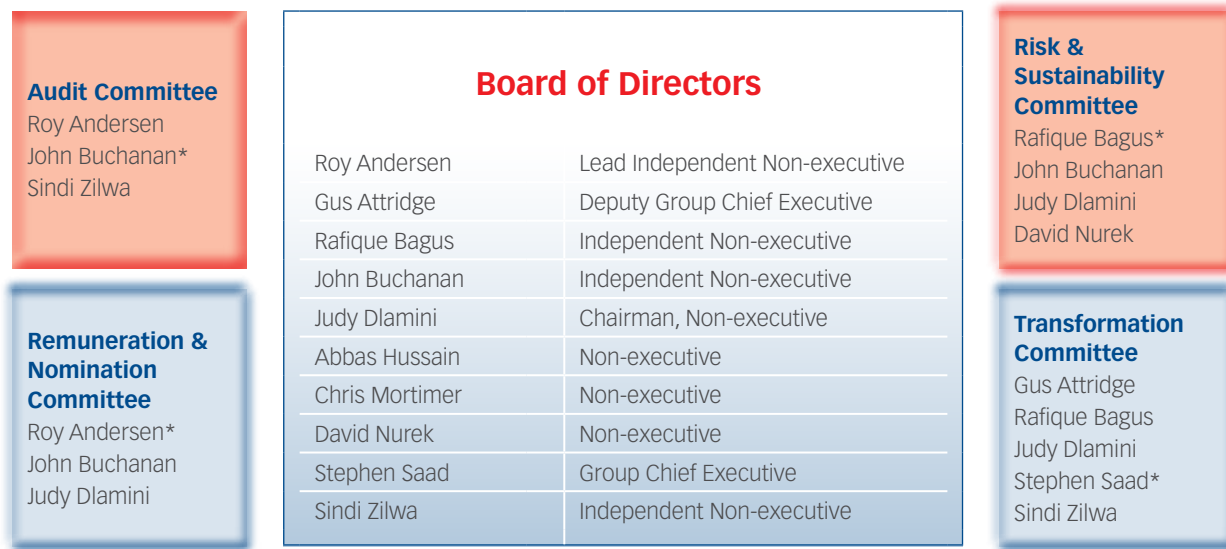 Audit Committee
Roy Andersen
John Buchanan*
Sindi Zilwa
Remuneration &
Nomination
Committee
Roy Andersen*
John Buchanan
Judy Dlamini
Board of Directors
Roy Andersen Lead Independent Non-executive
Gus Attridge Deputy Group Chief Executive
Rafique Bagus Independent Non-executive
John Buchanan Independent Non-executive
Judy Dlamini Chairman, Non-executive
Abbas Hussain Non-executive
Chris Mortimer Non-executive
David Nurek Non-executive
Stephen Saad Group Chief Executive
Sindi Zilwa Independent Non-executive
Risk &
Sustainability
Committee
Rafique Bagus*
John Buchanan
Judy Dlamini
David Nurek
Transformation
Committee
Gus Attridge
Rafique Bagus
Judy Dlamini
Stephen Saad*
Sindi Zilwa